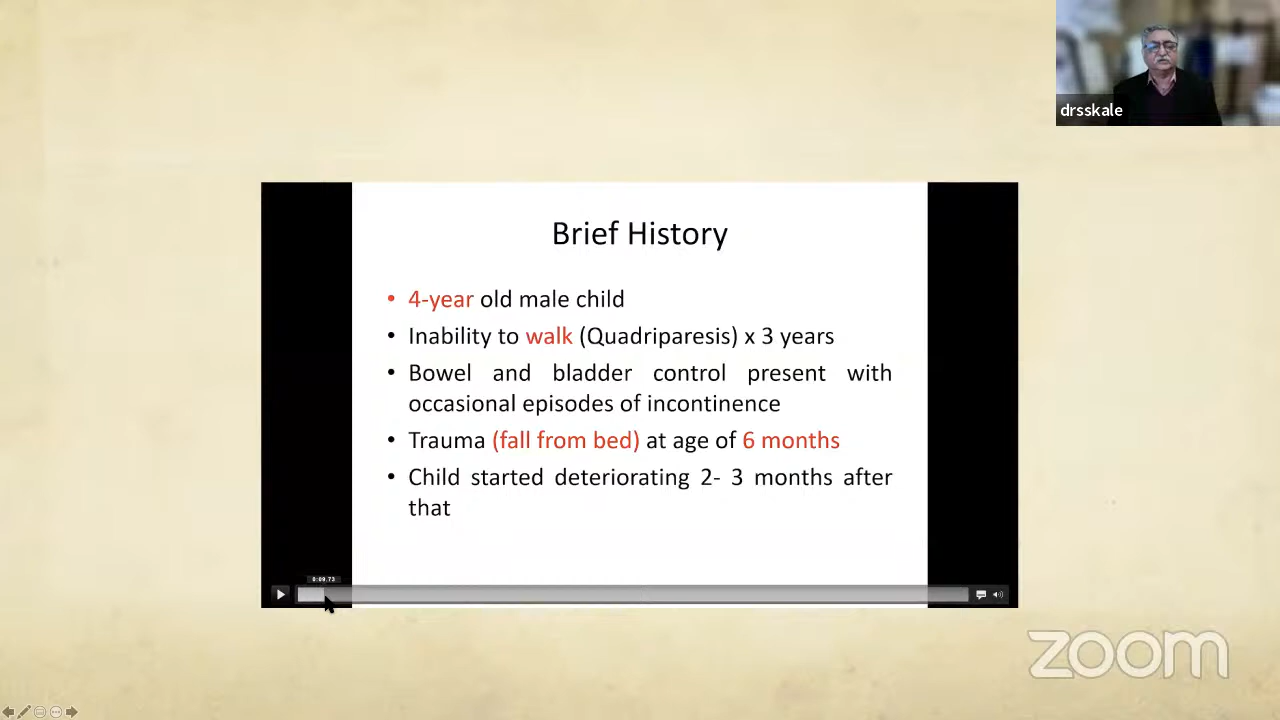 drsskale
Brief History
• 4-year old male child
• Inability to walk (Quadriparesis) x 3 years
• Bowel and bladder control present with
occasional episodes of incontinence
• Trauma (fall from bed) at age of 6 months
• Child started deteriorating 2- 3 months after
that
0:09.73
zoom